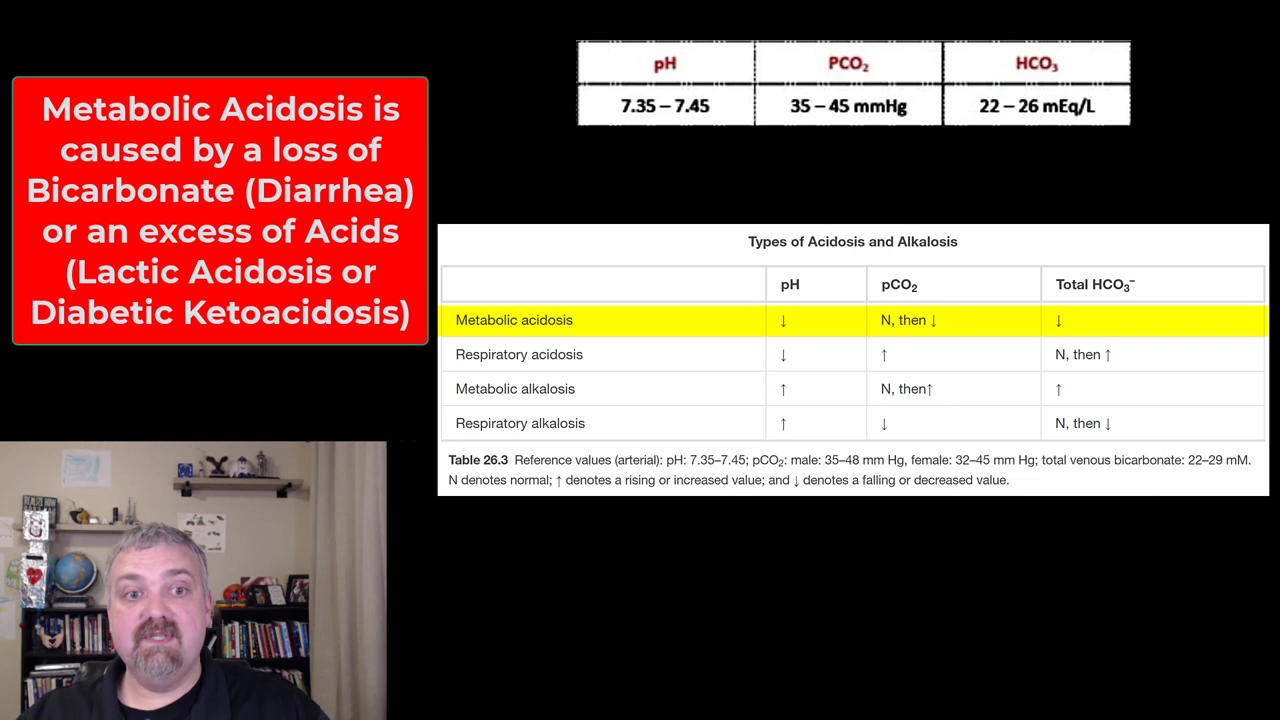 Metabolic Acidosis is
caused by a loss of
Bicarbonate (Diarrhea)
or an excess of Acids
(Lactic Acidosis or
Diabetic Ketoacidosis)
pH PCO₂ HCO₃
7.35 – 7.45 35 – 45 mmHg 22 – 26 mEq/L
Types of Acidosis and Alkalosis
pH pCO₂ Total HCO₃⁻
Metabolic acidosis ↓ N, then ↓ ↓
Respiratory acidosis ↓ ↑ N, then ↑
Metabolic alkalosis ↑ N, then↑ ↑
Respiratory alkalosis ↑ ↓ N, then ↓
Table 26.3 Reference values (arterial): pH: 7.35–7.45; pCO₂: male: 35–48 mm Hg, female: 32–45 mm Hg; total venous bicarbonate: 22–29 mM.
N denotes normal; ↑ denotes a rising or increased value; and ↓ denotes a falling or decreased value.